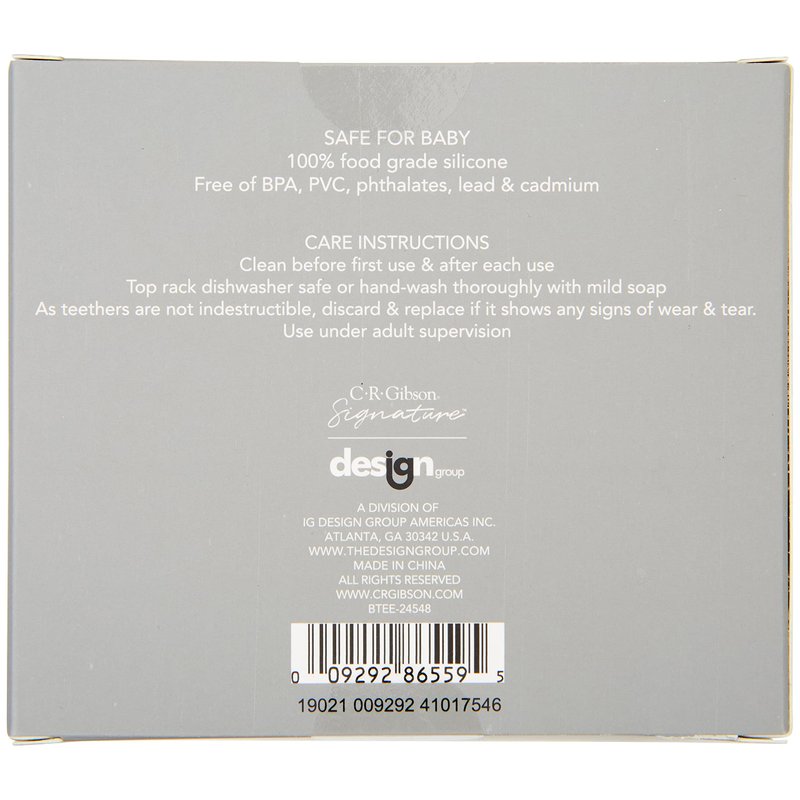 SAFE FOR BABY
100% food grade silicone
Free of BPA, PVC, phthalates, lead & cadmium
CARE INSTRUCTIONS
Clean before first use & after each use
Top rack dishwasher safe or hand-wash thoroughly with mild soap
As teethers are not indestructible, discard & replace if it shows any signs of wear & tear.
Use under adult supervision
C·R·Gibson®
Signature™
design group
A DIVISION OF
IG DESIGN GROUP AMERICAS INC.
ATLANTA, GA 30342 U.S.A.
WWW.THEDESIGNGROUP.COM
MADE IN CHINA
ALL RIGHTS RESERVED
WWW.CRGIBSON.COM
BTEE-24548
0 09292 86559 5
19021 009292 41017546